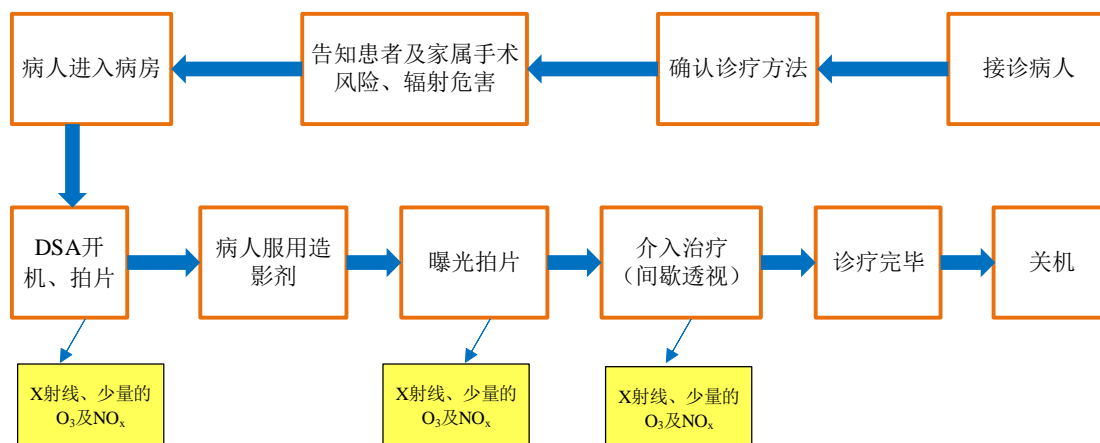 病人进入病房
告知患者及家属手术
风险、辐射危害
确认诊疗方法
接诊病人
DSA开
机、拍片
病人服用造
影剂
曝光拍片
介入治疗
（间歇透视）
诊疗完毕
关机
X射线、少量的
O₃及NOₓ
X射线、少量的
O₃及NOₓ
X射线、少量的
O₃及NOₓ